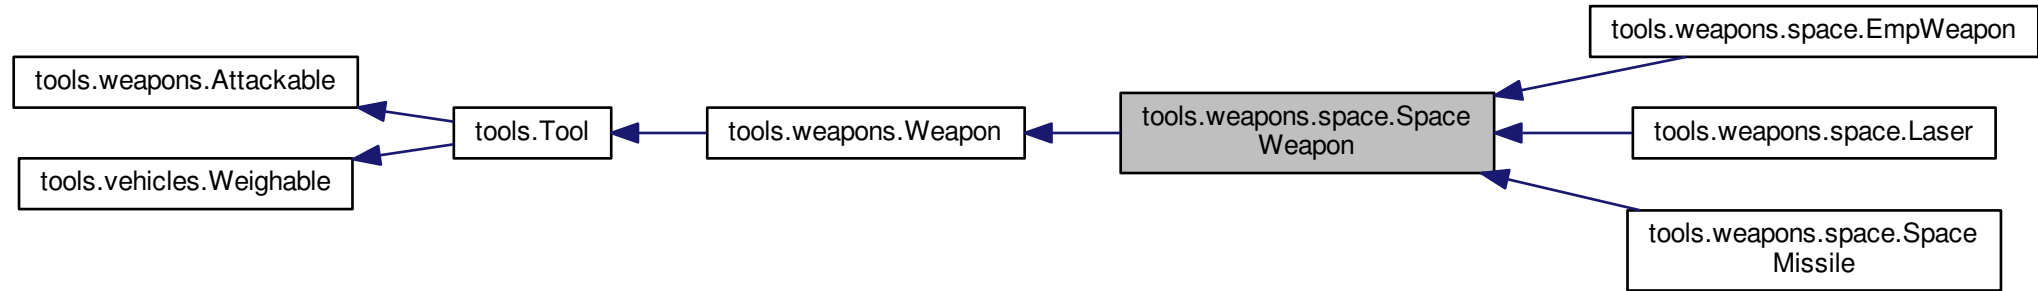 tools.weapons.Attackable
tools.vehicles.Weighable
tools.Tool
tools.weapons.Weapon
tools.weapons.space.Space
Weapon
tools.weapons.space.EmpWeapon
tools.weapons.space.Laser
tools.weapons.space.Space
Missile